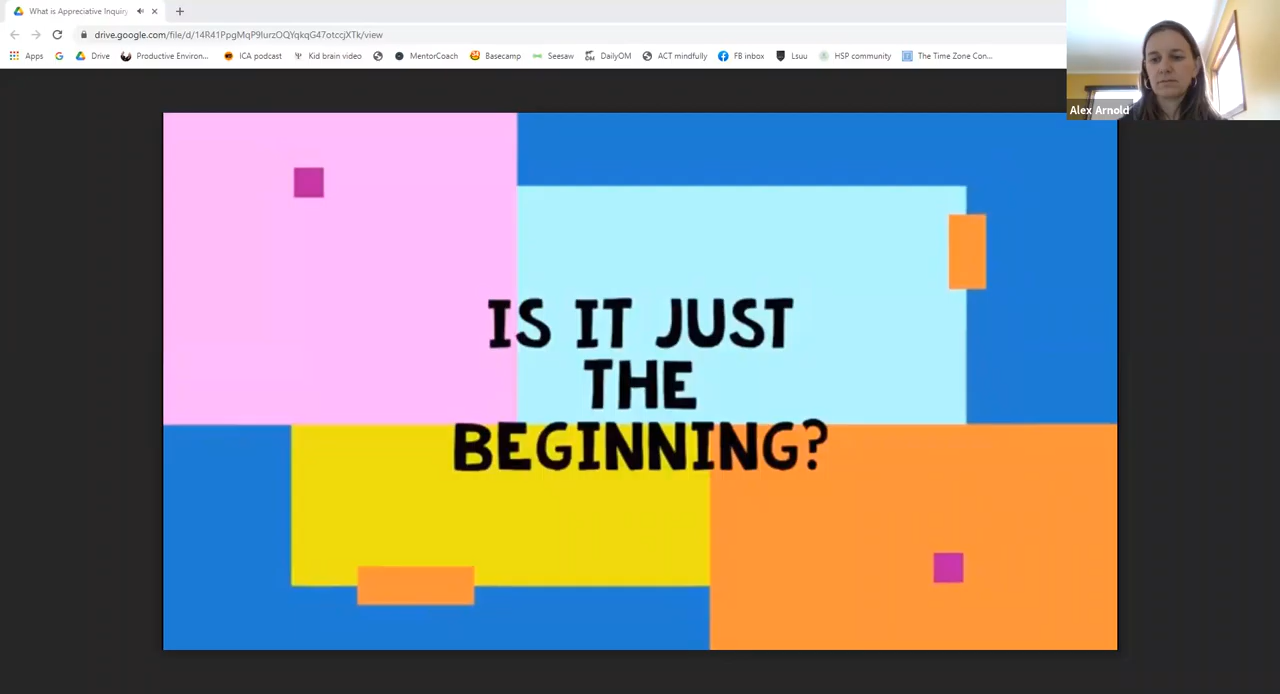 What is Appreciative Inquiry
drive.google.com/file/d/14R41PpgMqP9lurzOQYqkqG47otccjXTk/view
Apps Drive Productive Environ... ICA podcast Kid brain video MentorCoach Basecamp Seesaw DailyOM ACT mindfully FB inbox Lsuu HSP community The Time Zone Con...
Alex Arnold
IS IT JUST
THE
BEGINNING?